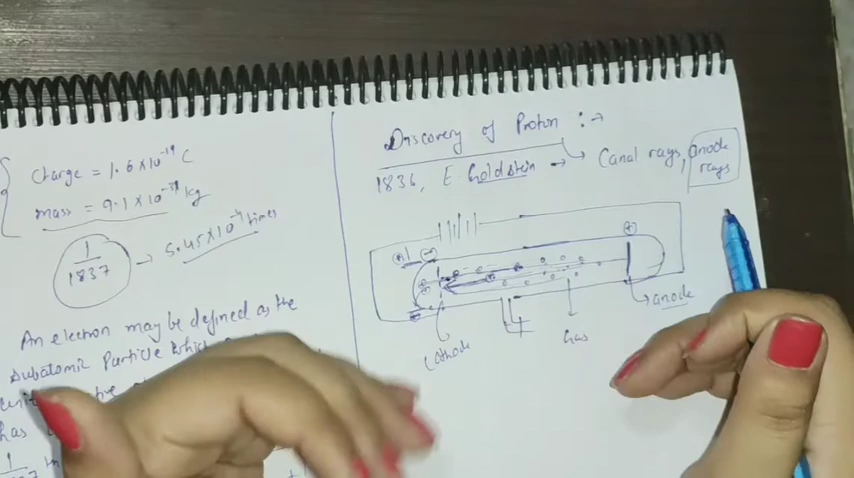 Charge = 1.6 x 10⁻¹⁹ C
mass = 9.1 x 10⁻³¹ kg
1/1837 → 5.45 x 10⁻⁴ times
An electron may be defined as the
subatomic Particle which
has
Discovery of Proton :→
1836, E. Goldstein → Canal rays, anode rays
(+) (−) (+)
anode
Cathode
Gas